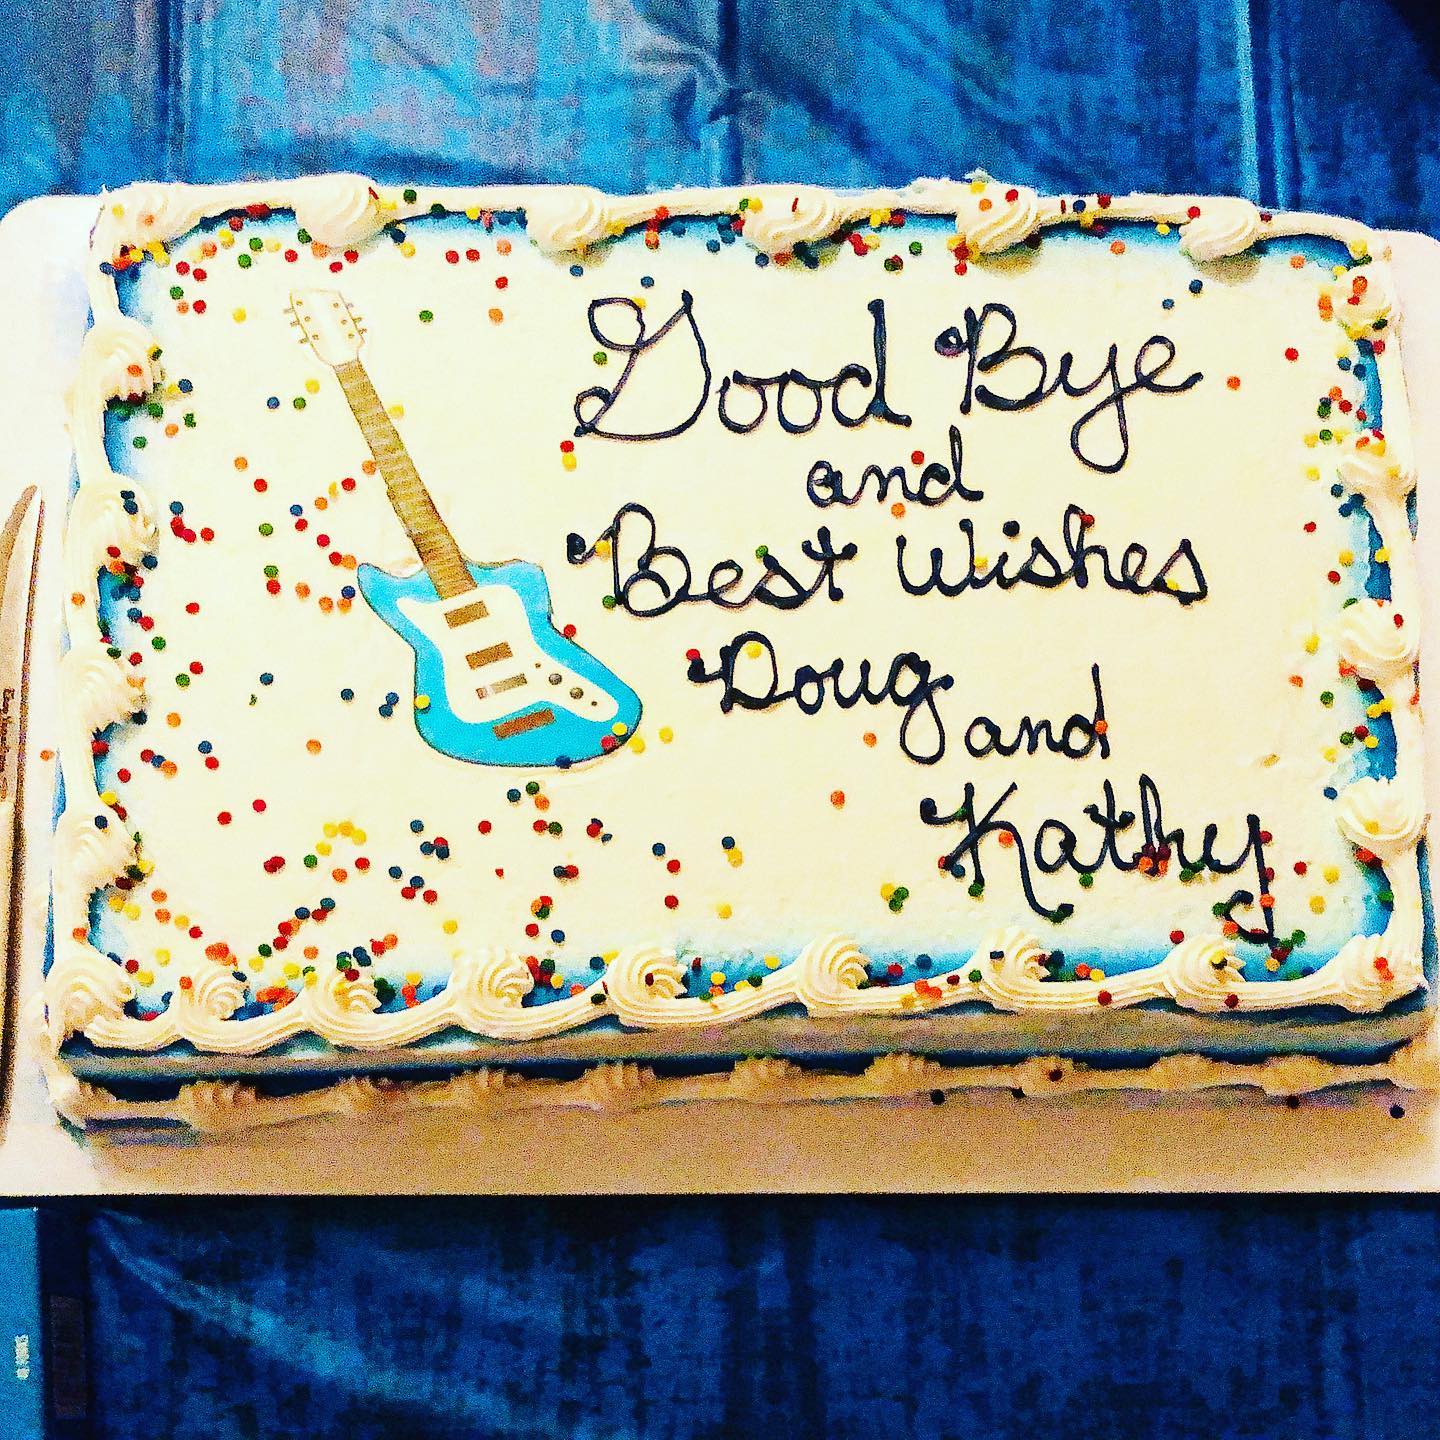 Good Bye
and
Best Wishes
Doug
and
Kathy